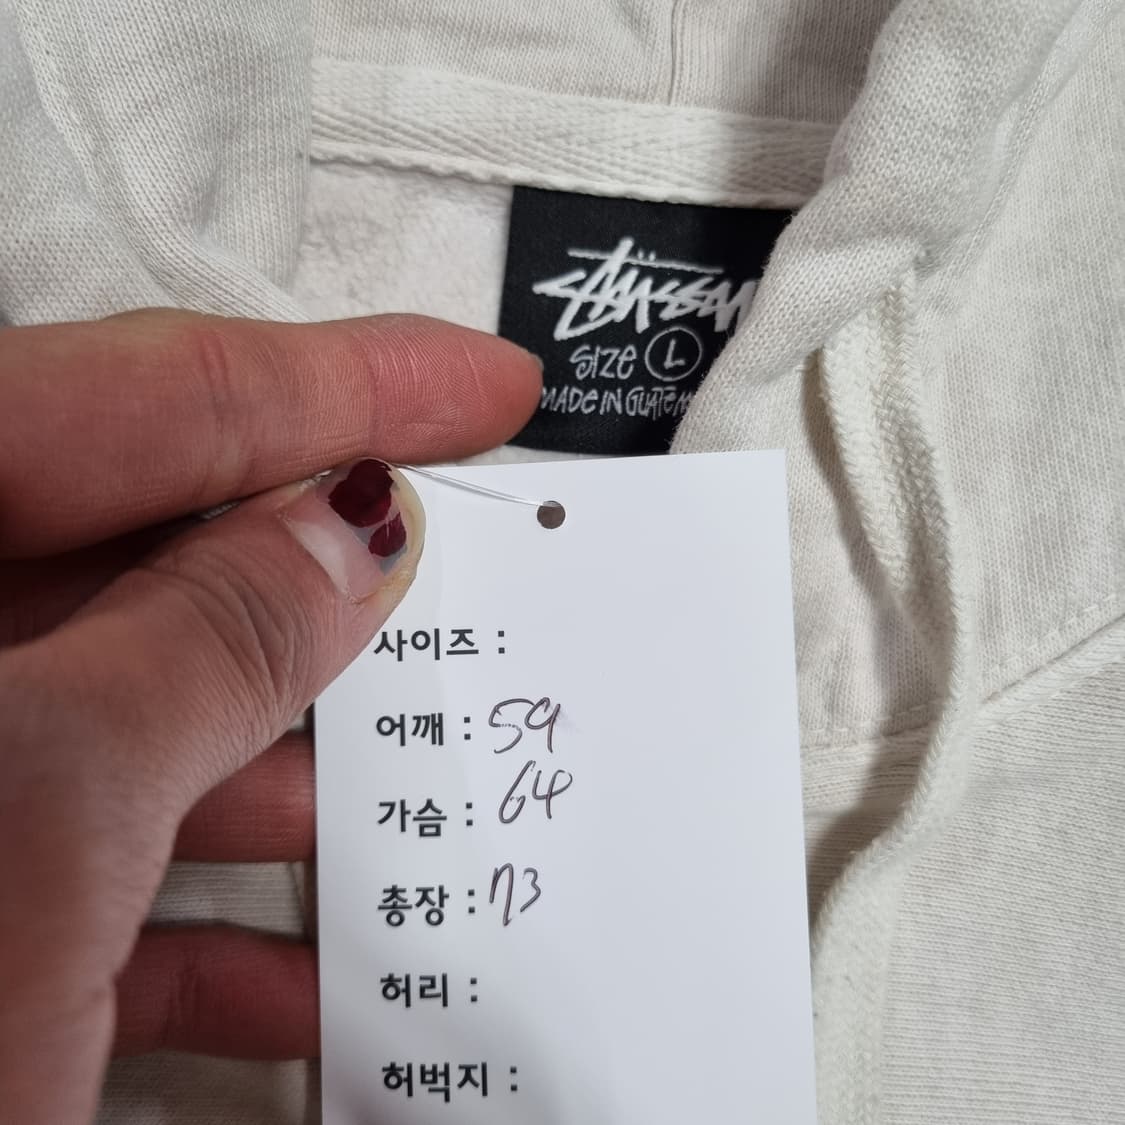 STÜSSY
SIZE L
MADE IN GUATEM
사이즈 :
어깨 : 59
가슴 : 64
총장 : 73
허리 :
허벅지 :